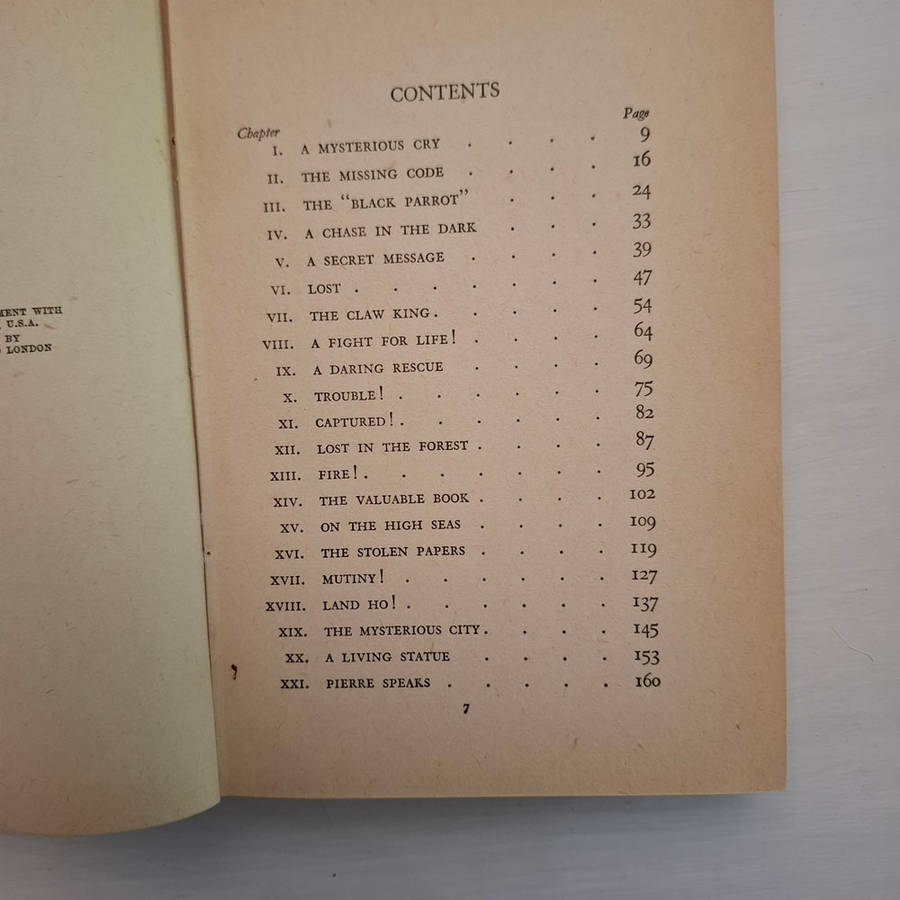 MENT WITH
U.S.A.
BY
LONDON
CONTENTS
Chapter Page
I. A MYSTERIOUS CRY . . . . 9
II. THE MISSING CODE . . . . 16
III. THE “BLACK PARROT” . . . 24
IV. A CHASE IN THE DARK . . . 33
V. A SECRET MESSAGE . . . . 39
VI. LOST . . . . . . . 47
VII. THE CLAW KING . . . . . 54
VIII. A FIGHT FOR LIFE! . . . . 64
IX. A DARING RESCUE . . . . 69
X. TROUBLE! . . . . . . 75
XI. CAPTURED! . . . . . . 82
XII. LOST IN THE FOREST . . . . 87
XIII. FIRE! . . . . . . . 95
XIV. THE VALUABLE BOOK . . . . 102
XV. ON THE HIGH SEAS . . . . 109
XVI. THE STOLEN PAPERS . . . . 119
XVII. MUTINY! . . . . . . 127
XVIII. LAND HO! . . . . . . 137
XIX. THE MYSTERIOUS CITY . . . . 145
XX. A LIVING STATUE . . . . 153
XXI. PIERRE SPEAKS . . . . . 160
7